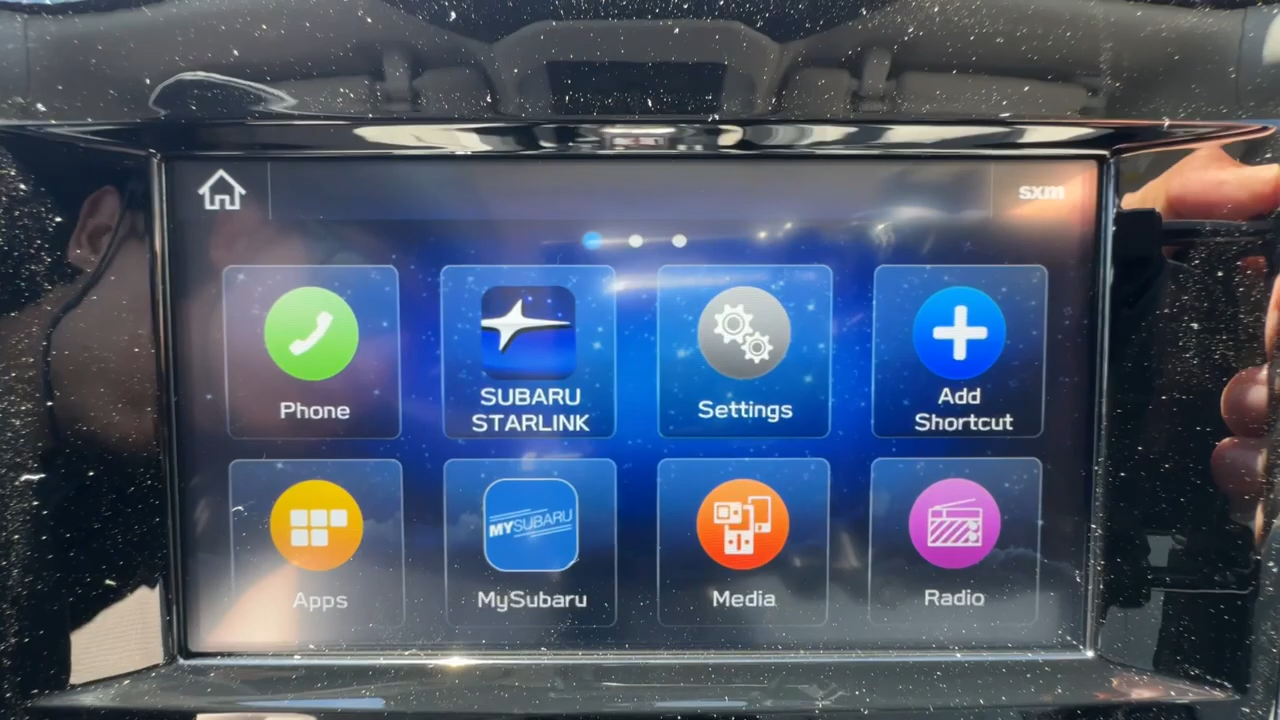 sxm
Phone
SUBARU
STARLINK
Settings
Add
Shortcut
Apps
MYSUBARU
MySubaru
Media
Radio